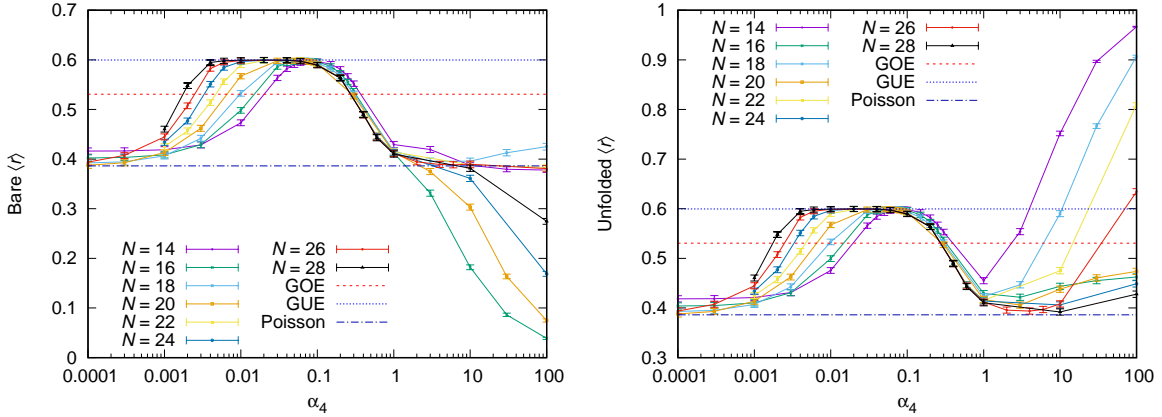 0.7
0.6
0.5
0.4
0.3
0.2
0.1
0
Bare ⟨r⟩
N = 14
N = 16
N = 18
N = 20
N = 22
N = 24
N = 26
N = 28
GOE
GUE
Poisson
0.0001 0.001 0.01 0.1 1 10 100
α4
1
0.9
0.8
0.7
0.6
0.5
0.4
0.3
Unfolded ⟨r⟩
N = 14
N = 16
N = 18
N = 20
N = 22
N = 24
N = 26
N = 28
GOE
GUE
Poisson
0.0001 0.001 0.01 0.1 1 10 100
α4